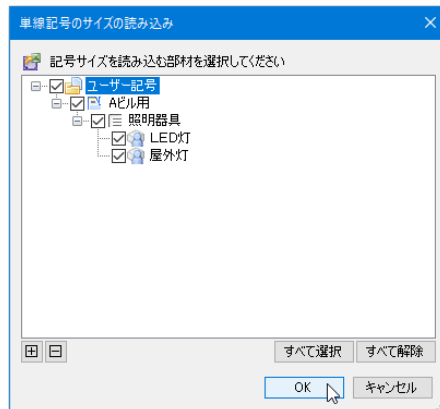 単線記号のサイズの読み込み
記号サイズを読み込む部材を選択してください
ユーザー記号
Aビル用
照明器具
LED灯
屋外灯
すべて選択 すべて解除
OK キャンセル